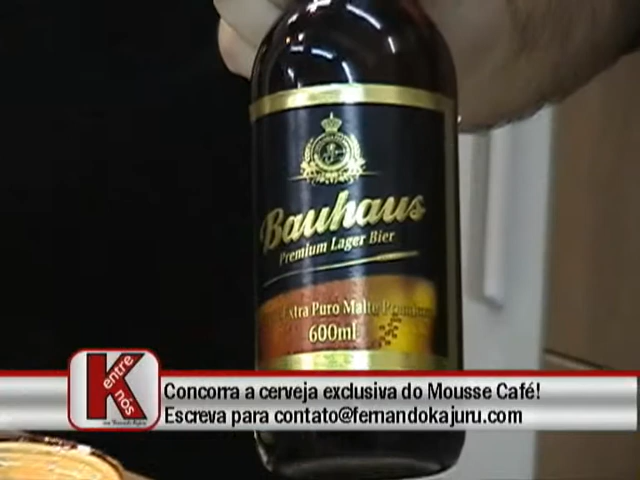 Bauhaus
Premium Lager Bier
Extra Puro Malte Premium
600ml
K entre nós
Concorra a cerveja exclusiva do Mousse Café!
Escreva para contato@fernandokajuru.com